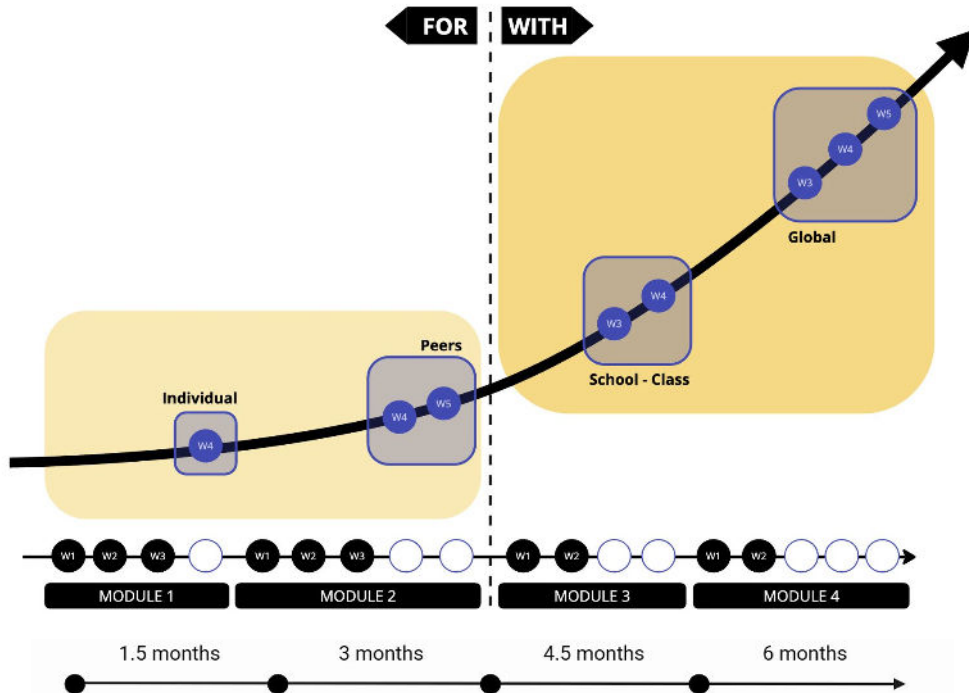 FOR
WITH
W5
W4
W3
Global
W4
W3
School - Class
Peers
W5
W4
Individual
W4
W1 W2 W3 W1 W2 W3 W1 W2 W1 W2
MODULE 1 MODULE 2 MODULE 3 MODULE 4
1.5 months 3 months 4.5 months 6 months